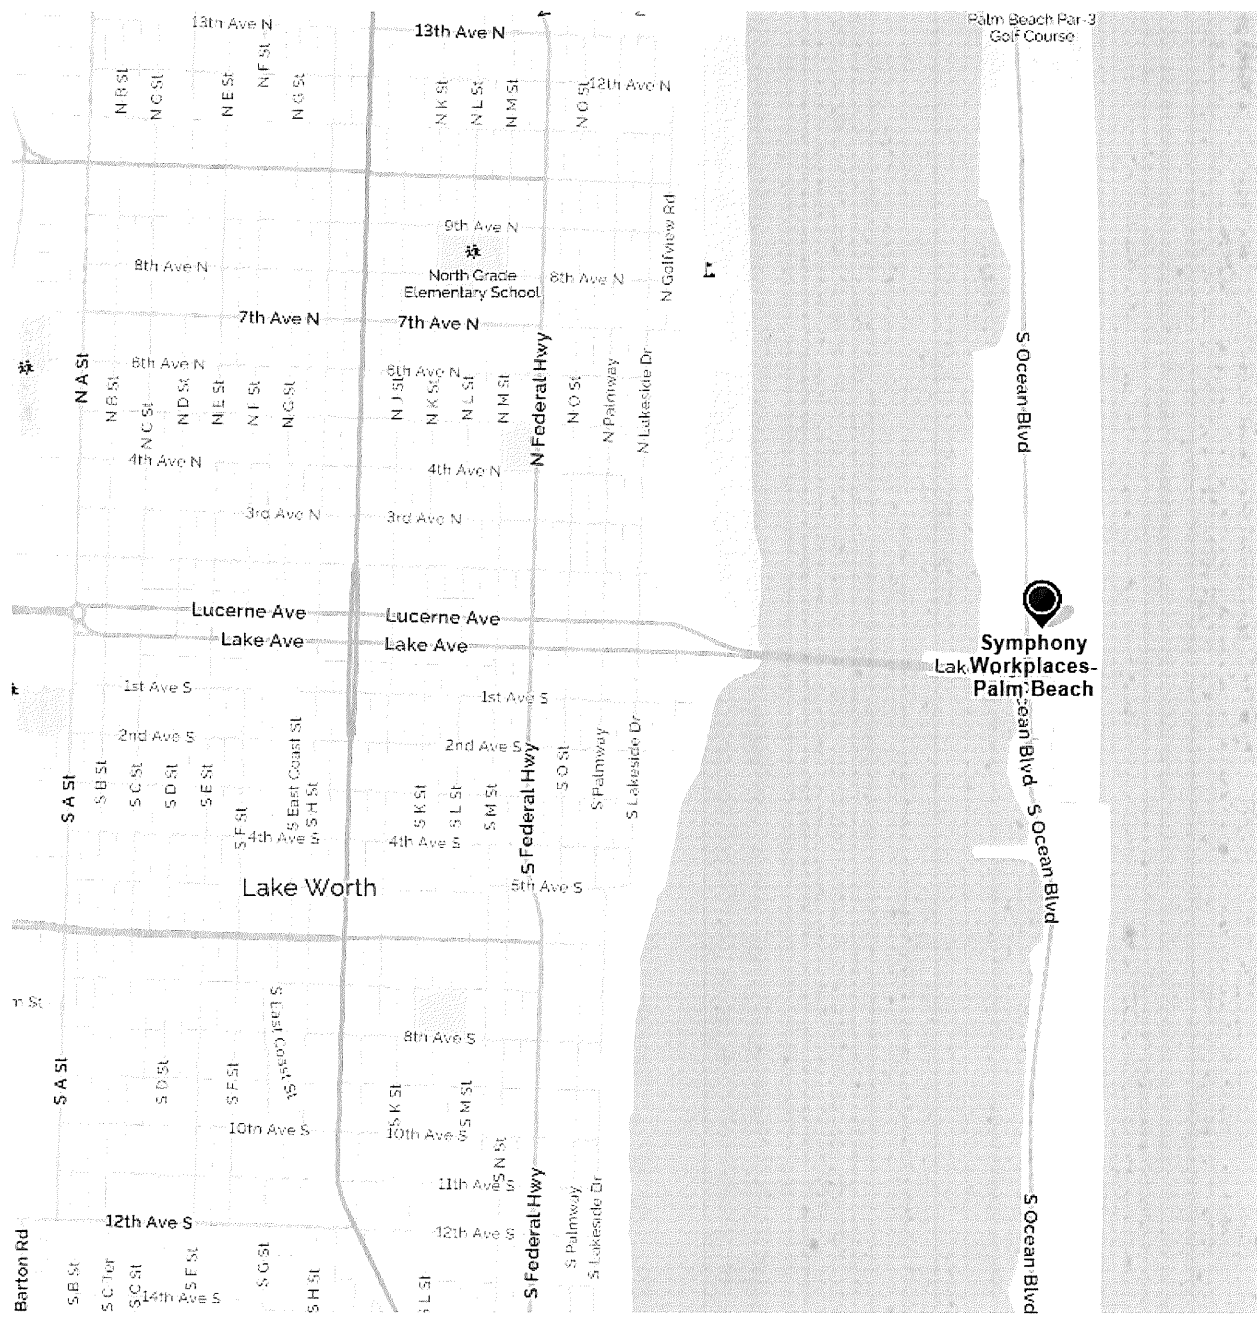 13th Ave N
13th Ave N
Palm Beach Par-3
Golf Course
N B St
N C St
N E St
N F St
N G St
N K St
N L St
N M St
N O St
12th Ave N
9th Ave N
N Golfview Rd
8th Ave N
North Grade
Elementary School
8th Ave N
7th Ave N
7th Ave N
N A St
6th Ave N
6th Ave N
N B St
N C St
N D St
N E St
N F St
N G St
N J St
N K St
N L St
N M St
N Federal Hwy
N O St
N Palmway
N Lakeside Dr
S Ocean Blvd
4th Ave N
4th Ave N
3rd Ave N
3rd Ave N
Lucerne Ave
Lucerne Ave
Lake Ave
Lake Ave
Lak
Symphony
Workplaces-
Palm Beach
1st Ave S
1st Ave S
2nd Ave S
2nd Ave S
S A St
S B St
S C St
S D St
S E St
S F St
S East Coast St
S H St
S K St
S L St
S M St
S Federal Hwy
S O St
S Palmway
S Lakeside Dr
cean Blvd
S Ocean Blvd
4th Ave S
4th Ave S
Lake Worth
5th Ave S
m St
S East Coast St
8th Ave S
S A St
S D St
S F St
S K St
S M St
10th Ave S
10th Ave S
S N St
11th Ave S
12th Ave S
12th Ave S
S Federal Hwy
S Palmway
S Lakeside Dr
S Ocean Blvd
Barton Rd
S B St
S C Ter
S C St
S E St
S G St
S H St
S L St
14th Ave S